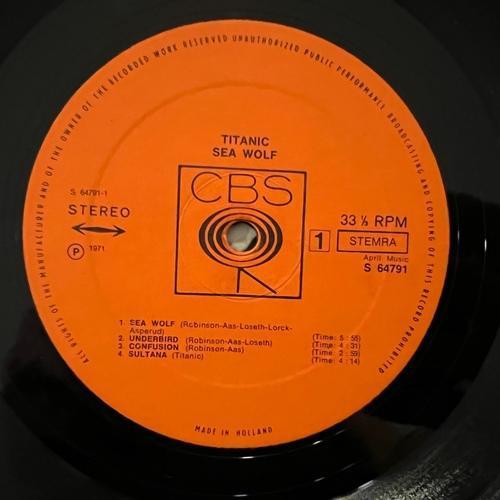 ALL RIGHTS OF THE MANUFACTURER AND OF THE OWNER OF THE RECORDED WORK RESERVED UNAUTHORIZED PUBLIC PERFORMANCE BROADCASTING AND COPYING OF THIS RECORD PROHIBITED
TITANIC
SEA WOLF
CBS
S 64791-1
STEREO
P 1971
33 ⅓ RPM
1 STEMRA
April Music
S 64791
1. SEA WOLF (Robinson-Aas-Loseth-Lorck-
Asperud) (Time: 5:55)
2. UNDERBIRD (Robinson-Aas-Loseth) (Time: 4:31)
3. CONFUSION (Robinson-Aas) (Time: 2:59)
4. SULTANA (Titanic) (Time: 4:14)
MADE IN HOLLAND